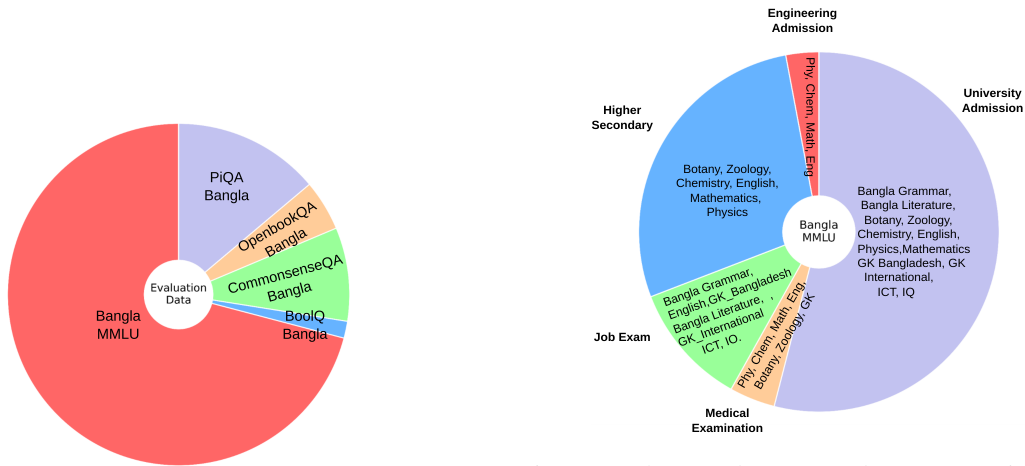 PiQA
Bangla
OpenbookQA
Bangla
CommonsenseQA
Bangla
BoolQ
Bangla
Evaluation
Data
Bangla
MMLU
Engineering
Admission
University
Admission
Higher
Secondary
Job Exam
Medical
Examination
Phy, Chem, Math, Eng
Botany, Zoology,
Chemistry, English,
Mathematics,
Physics
Bangla
MMLU
Bangla Grammar,
Bangla Literature,
Botany, Zoology,
Chemistry, English,
Physics,Mathematics
GK Bangladesh, GK
International,
ICT, IQ
Bangla Grammar,
English,GK_Bangladesh
Bangla Literature, ,
GK_International
ICT, IO.
Phy, Chem, Math, Eng,
Botany, Zoology, GK